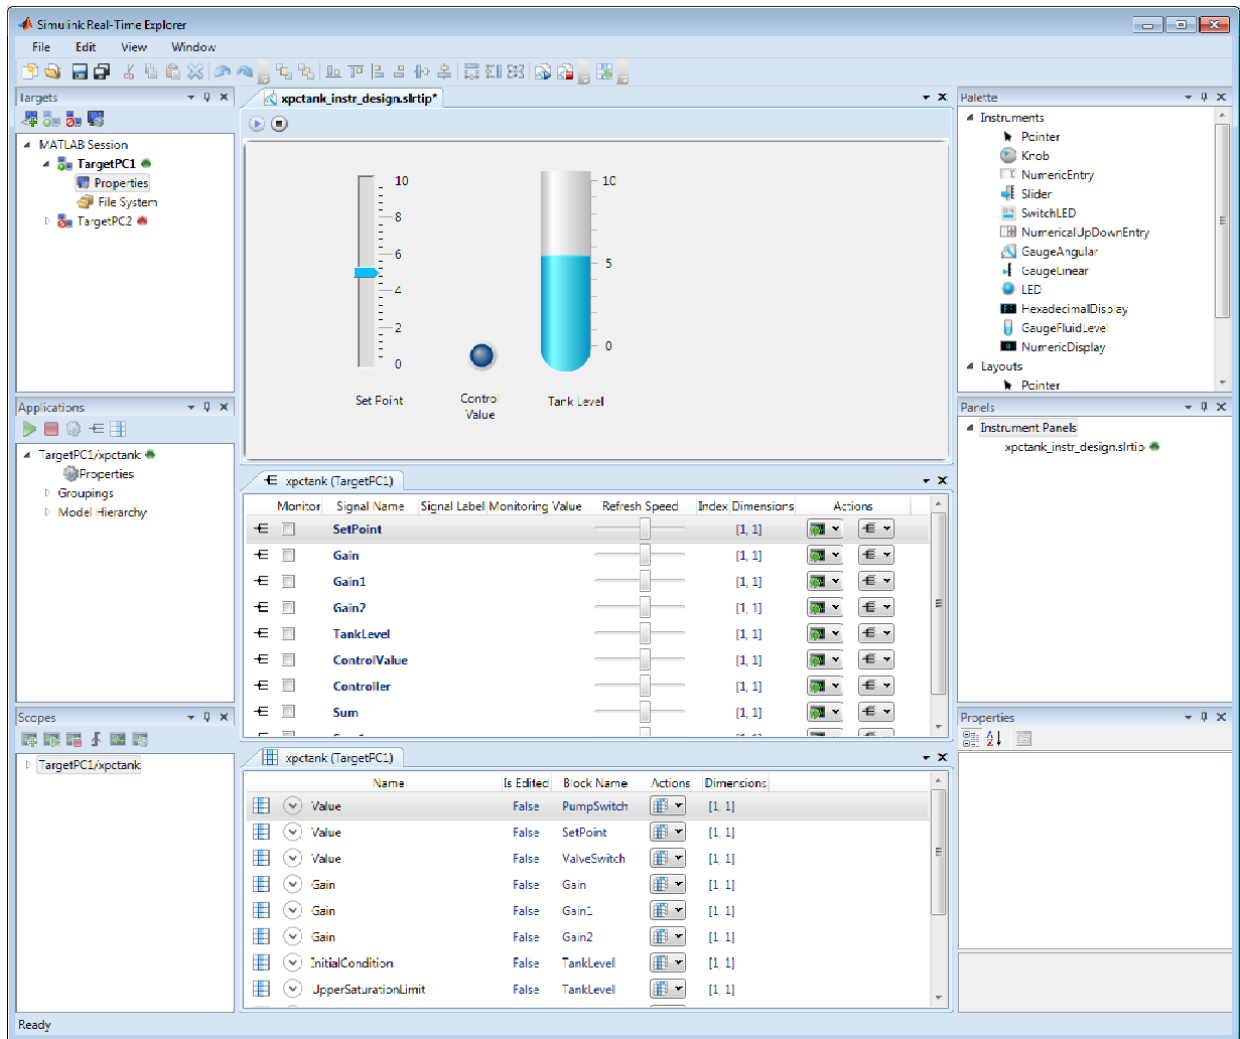 Simulink Real-Time Explorer
File Edit View Window
Targets
MATLAB Session
TargetPC1
Properties
File System
TargetPC2
Applications
TargetPC1/xpctank
Properties
Groupings
Model Hierarchy
Scopes
TargetPC1/xpctank
xpctank_instr_design.slrtip*
10
8
6
4
2
0
Set Point
Control
Value
10
5
0
Tank Level
xpctank (TargetPC1)
Monitor Signal Name Signal Label Monitoring Value Refresh Speed Index Dimensions Actions
SetPoint [1, 1]
Gain [1, 1]
Gain1 [1, 1]
Gain2 [1, 1]
TankLevel [1, 1]
ControlValue [1, 1]
Controller [1, 1]
Sum [1, 1]
xpctank (TargetPC1)
Name Is Edited Block Name Actions Dimensions
Value False PumpSwitch [1, 1]
Value False SetPoint [1, 1]
Value False ValveSwitch [1, 1]
Gain False Gain [1, 1]
Gain False Gain1 [1, 1]
Gain False Gain2 [1, 1]
InitialCondition False TankLevel [1, 1]
UpperSaturationLimit False TankLevel [1, 1]
Palette
Instruments
Pointer
Knob
NumericEntry
Slider
SwitchLED
NumericalUpDownEntry
GaugeAngular
GaugeLinear
LED
HexadecimalDisplay
GaugeFluidLevel
NumericDisplay
Layouts
Pointer
Panels
Instrument Panels
xpctank_instr_design.slrtip
Properties
Ready